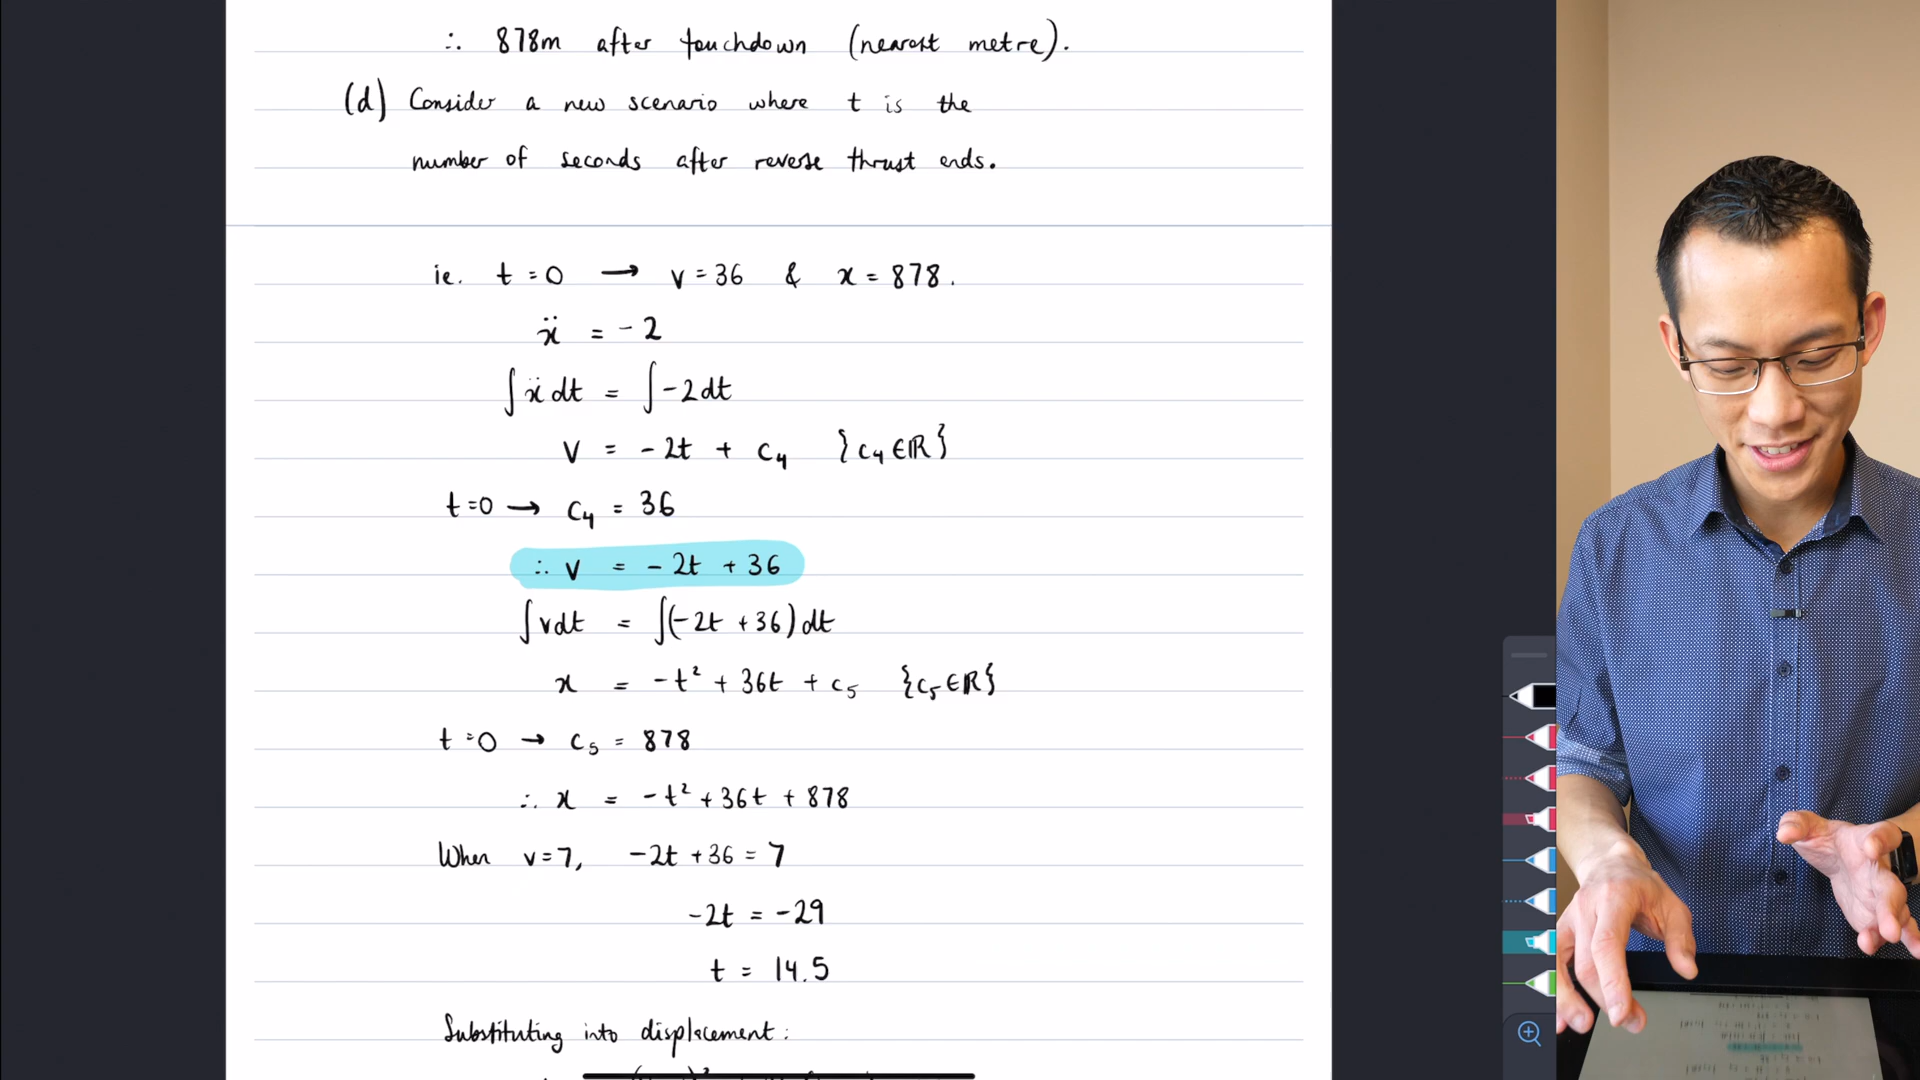 ∴ 878m after touchdown (nearest metre).
(d) Consider a new scenario where t is the
number of seconds after reverse thrust ends.
ie. t = 0 → v = 36 & x = 878.
ẍ = -2
∫ẍ dt = ∫-2dt
v = -2t + c₄ {c₄∈ℝ}
t=0 → c₄ = 36
∴ v = -2t + 36
∫vdt = ∫(-2t + 36) dt
x = -t² + 36t + c₅ {c₅∈ℝ}
t=0 → c₅ = 878
∴ x = -t² + 36t + 878
When v=7, -2t + 36 = 7
-2t = -29
t = 14.5
Substituting into displacement: